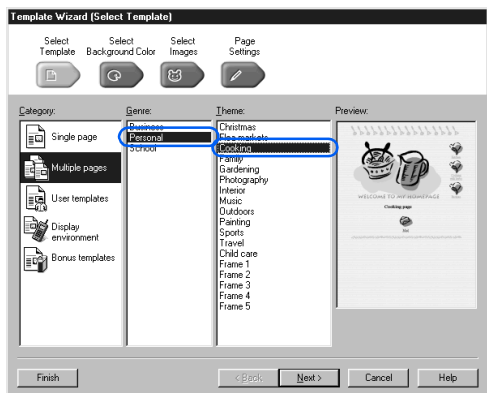 Template Wizard (Select Template)
Select Template
Select Background Color
Select Images
Page Settings
Category:
Single page
Multiple pages
User templates
Display environment
Bonus templates
Genre:
Business
Personal
School
Theme:
Christmas
Flea markets
Cooking
Family
Gardening
Photography
Interior
Music
Outdoors
Painting
Sports
Travel
Child care
Frame 1
Frame 2
Frame 3
Frame 4
Frame 5
Preview:
WELCOME TO MY HOMEPAGE
Cooking page
Finish
< Back
Next >
Cancel
Help